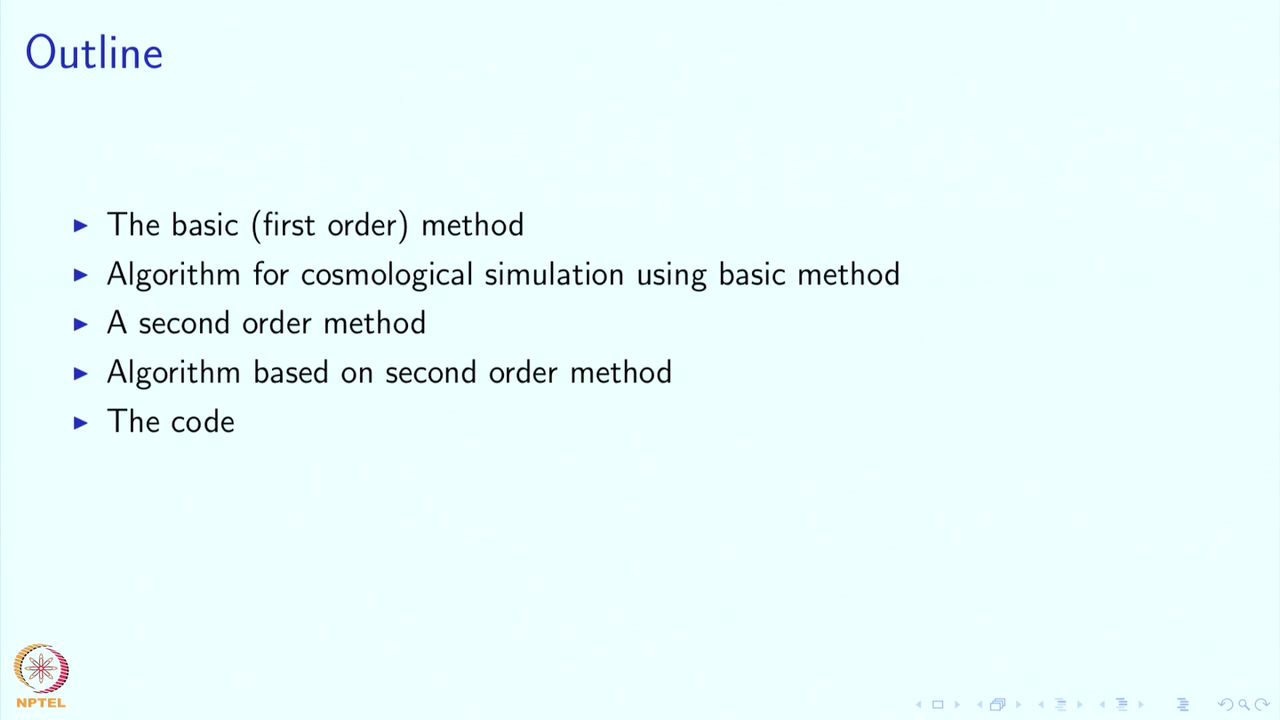 Outline
The basic (first order) method
Algorithm for cosmological simulation using basic method
A second order method
Algorithm based on second order method
The code
NPTEL